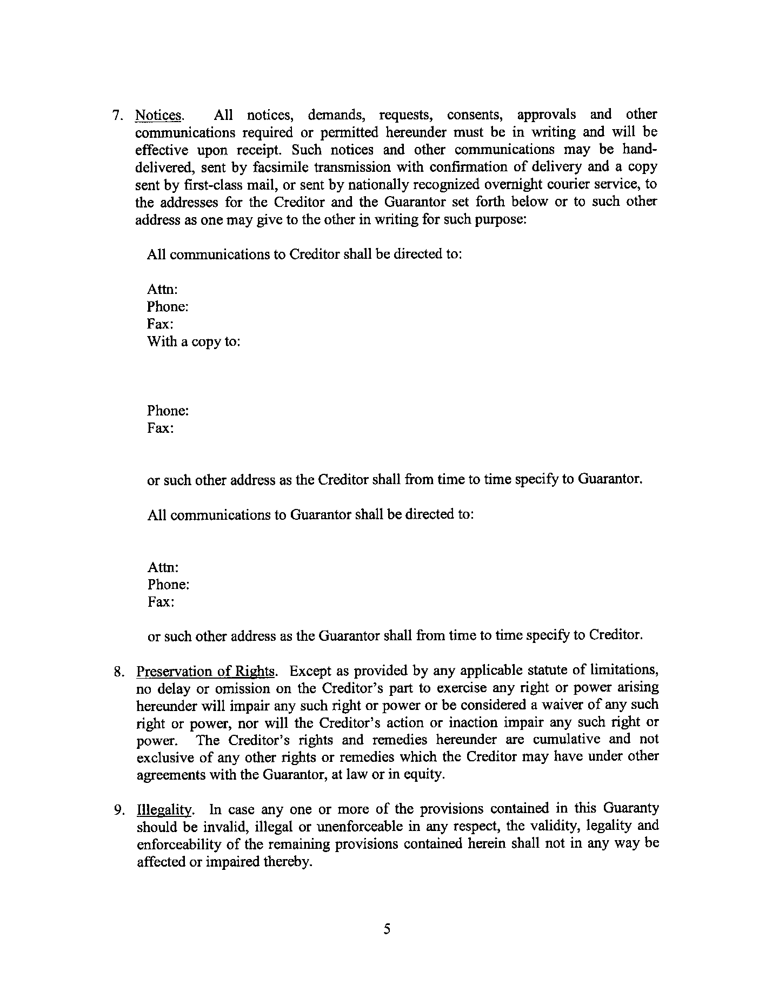 7. Notices. All notices, demands, requests, consents, approvals and other
communications required or permitted hereunder must be in writing and will be
effective upon receipt. Such notices and other communications may be hand-
delivered, sent by facsimile transmission with confirmation of delivery and a copy
sent by first-class mail, or sent by nationally recognized overnight courier service, to
the addresses for the Creditor and the Guarantor set forth below or to such other
address as one may give to the other in writing for such purpose:
All communications to Creditor shall be directed to:
Attn:
Phone:
Fax:
With a copy to:
Phone:
Fax:
or such other address as the Creditor shall from time to time specify to Guarantor.
All communications to Guarantor shall be directed to:
Attn:
Phone:
Fax:
or such other address as the Guarantor shall from time to time specify to Creditor.
8. Preservation of Rights. Except as provided by any applicable statute of limitations,
no delay or omission on the Creditor's part to exercise any right or power arising
hereunder will impair any such right or power or be considered a waiver of any such
right or power, nor will the Creditor's action or inaction impair any such right or
power. The Creditor's rights and remedies hereunder are cumulative and not
exclusive of any other rights or remedies which the Creditor may have under other
agreements with the Guarantor, at law or in equity.
9. Illegality. In case any one or more of the provisions contained in this Guaranty
should be invalid, illegal or unenforceable in any respect, the validity, legality and
enforceability of the remaining provisions contained herein shall not in any way be
affected or impaired thereby.
5